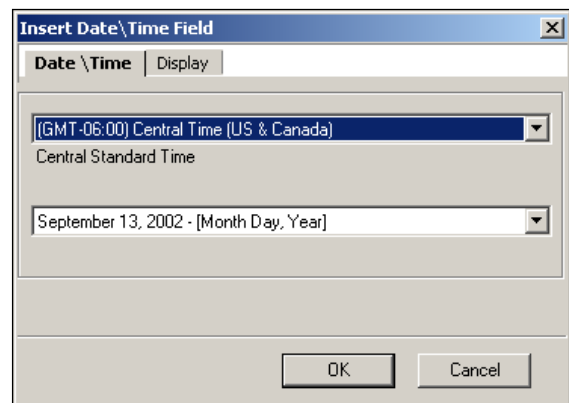 Insert Date\Time Field
Date \Time Display
(GMT-06:00) Central Time (US & Canada)
Central Standard Time
September 13, 2002 - [Month Day, Year]
OK Cancel